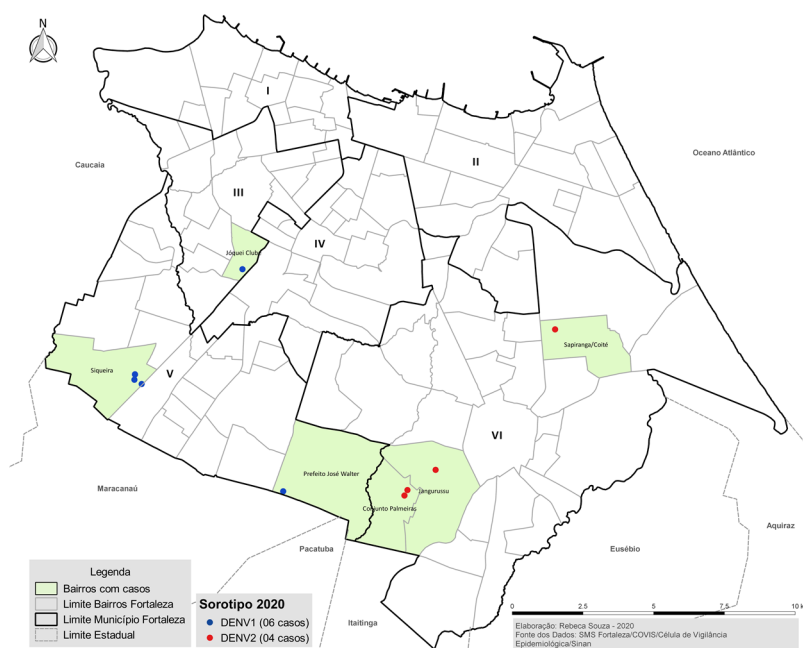 N
I
II
Oceano Atlântico
Caucaia
III
IV
Jóquei Clube
Sapiranga/Coité
Siqueira
V
VI
Prefeito José Walter
Jangurussu
Conjunto Palmeiras
Maracanaú
Pacatuba
Eusébio
Aquiraz
Itaitinga
Legenda
Bairros com casos
Limite Bairros Fortaleza
Limite Município Fortaleza
Limite Estadual
Sorotipo 2020
DENV1 (06 casos)
DENV2 (04 casos)
0 2,5 5 7,5 10 k
Elaboração: Rebeca Souza - 2020
Fonte dos Dados: SMS Fortaleza/COVIS/Célula de Vigilância
Epidemiológica/Sinan